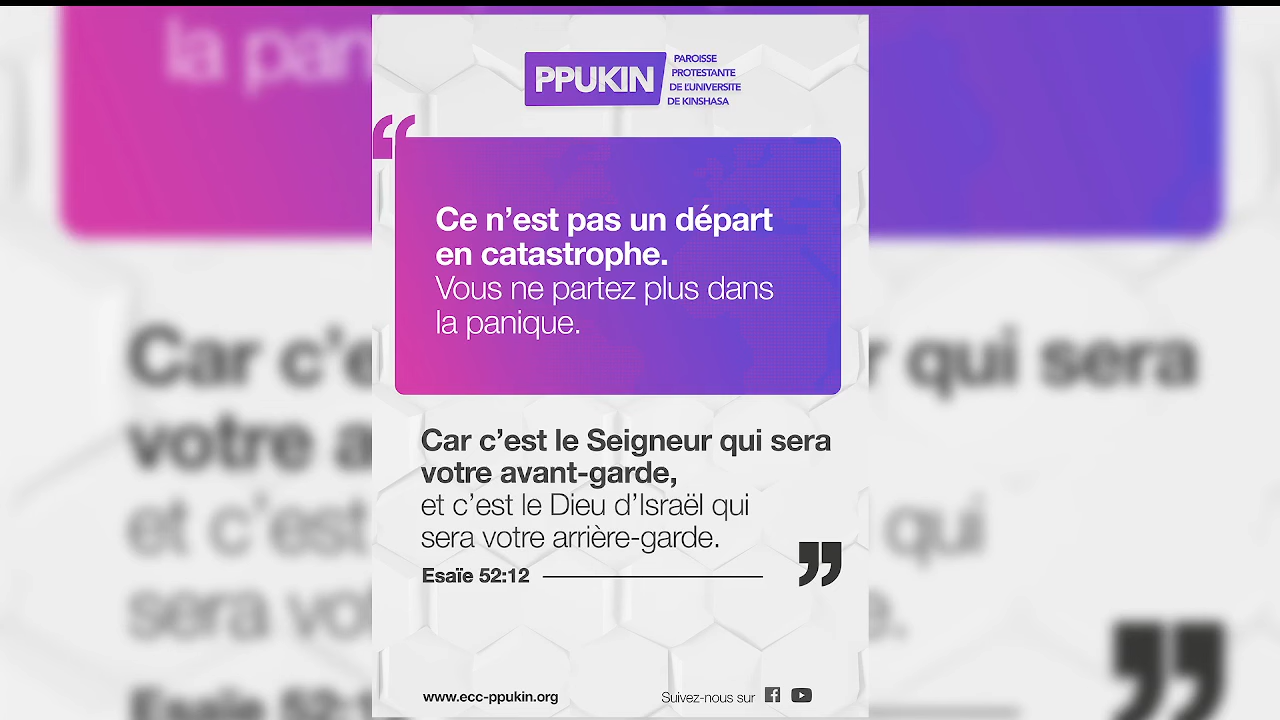 PPUKIN
PAROISSE
PROTESTANTE
DE L'UNIVERSITE
DE KINSHASA
“
Ce n’est pas un départ
en catastrophe.
Vous ne partez plus dans
la panique.
Car c’est le Seigneur qui sera
votre avant-garde,
et c’est le Dieu d’Israël qui
sera votre arrière-garde.
Esaïe 52:12
”
www.ecc-ppukin.org
Suivez-nous sur